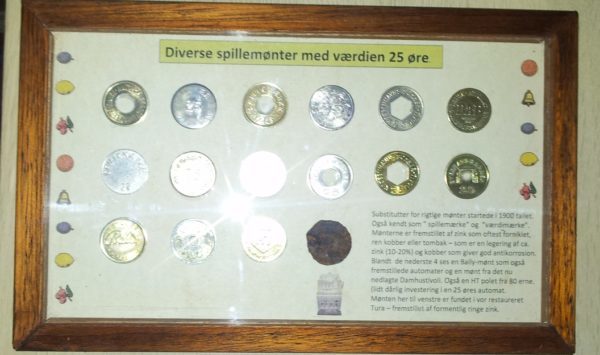 Diverse spillemønter med værdien 25 øre.
Substitutter for rigtige mønter startede i 1900 tallet.
Også kendt som " spillemærke" og "værdimærke".
Mønterne er fremstillet af zink som oftest forniklet,
ren kobber eller tombak – som er en legering af ca.
zink (10-20%) og kobber som giver god antikorrosion.
Blandt de nederste 4 ses en Bally-mønt som også
fremstillede automater og en mønt fra det nu
nedlagte Damhustivoli. Også en HT polet fra 80 erne.
(lidt dårlig investering i en 25 øres automat.
Mønten her til venstre er fundet i vor restaureret
Tura – fremstillet af formentlig ringe zink.